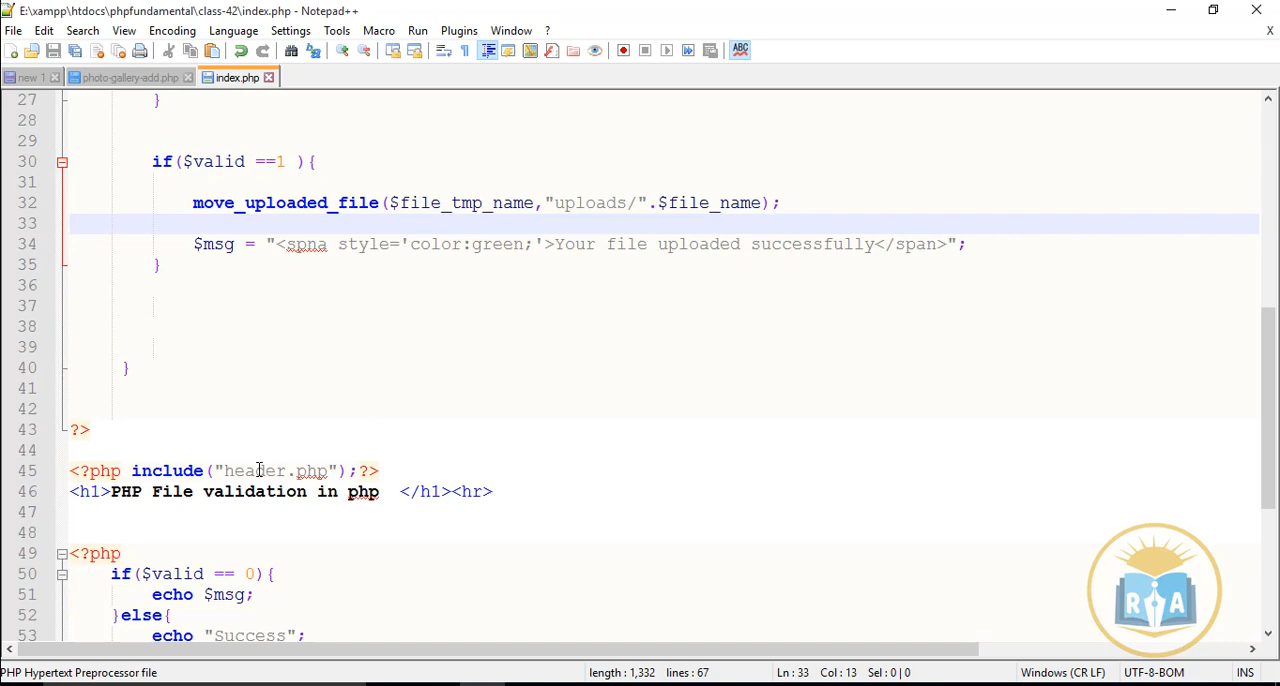 E:\xampp\htdocs\phpfundamental\class-42\index.php - Notepad++
File Edit Search View Encoding Language Settings Tools Macro Run Plugins Window ? X
ABC
new 1 photo-gallery-add.php index.php
27 }
28
29
30 if($valid ==1 ){
31
32 move_uploaded_file($file_tmp_name,"uploads/".$file_name);
33
34 $msg = "<spna style='color:green;'>Your file uploaded successfully</span>";
35 }
36
37
38
39
40 }
41
42
43 ?>
44
45 <?php include("header.php");?>
46 <h1>PHP File validation in php </h1><hr>
47
48
49 <?php
50 if($valid == 0){
51 echo $msg;
52 }else{
53 echo "Success";
R A
PHP Hypertext Preprocessor file length : 1,332 lines : 67 Ln : 33 Col : 13 Sel : 0 | 0 Windows (CR LF) UTF-8-BOM INS